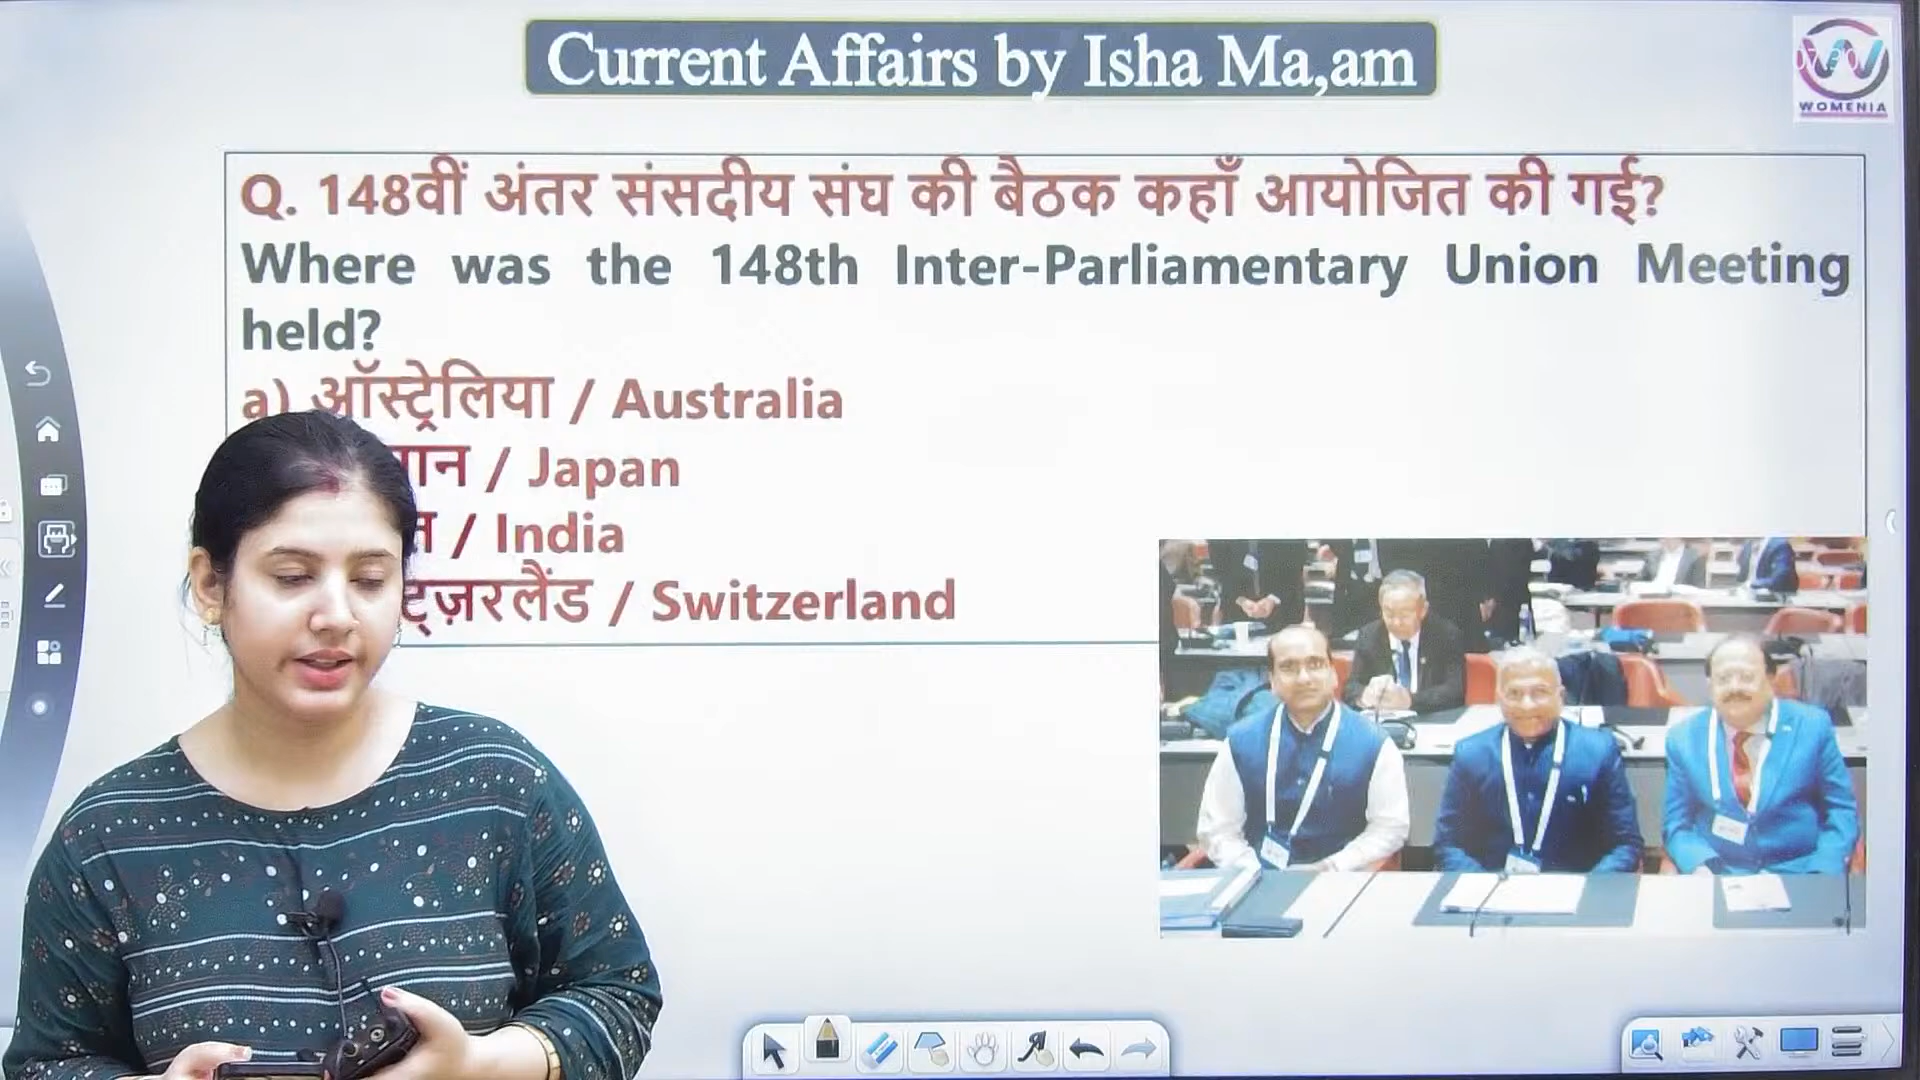 Current Affairs by Isha Ma,am
WOMENIA
Q. 148वीं अंतर संसदीय संघ की बैठक कहाँ आयोजित की गई?
Where was the 148th Inter-Parliamentary Union Meeting
held?
a) ऑस्ट्रेलिया / Australia
/ Japan
/ India
/ Switzerland